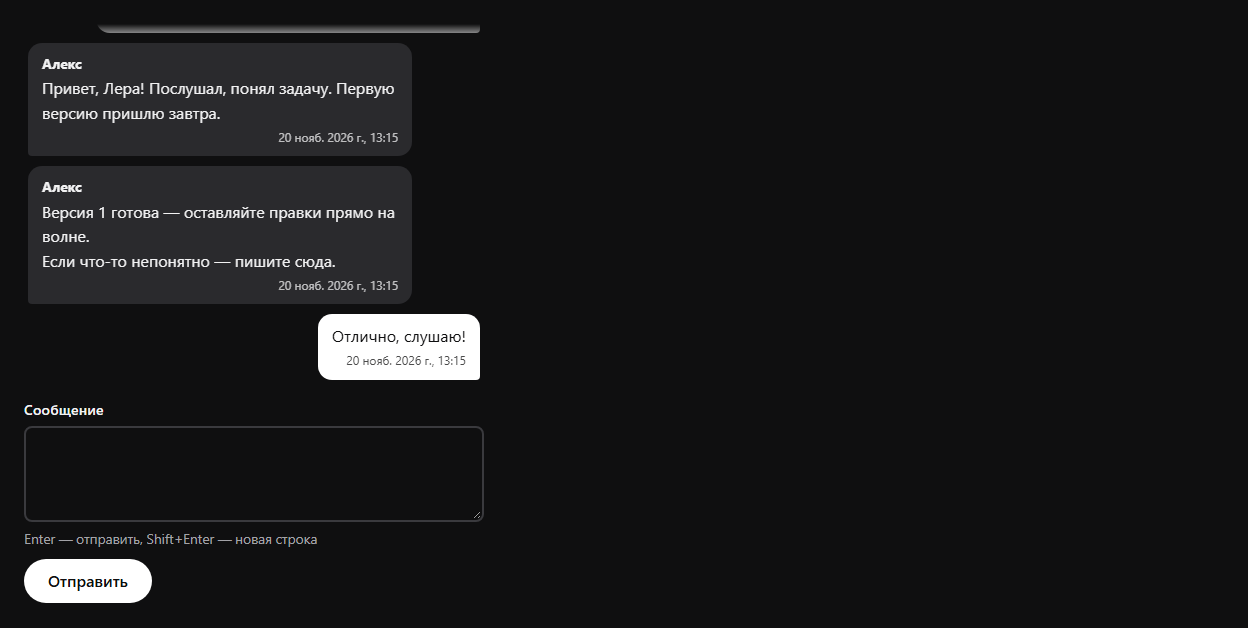 Алекс
Привет, Лера! Послушал, понял задачу. Первую
версию пришлю завтра.
20 нояб. 2026 г., 13:15
Алекс
Версия 1 готова — оставляйте правки прямо на
волне.
Если что-то непонятно — пишите сюда.
20 нояб. 2026 г., 13:15
Отлично, слушаю!
20 нояб. 2026 г., 13:15
Сообщение
Enter — отправить, Shift+Enter — новая строка
Отправить